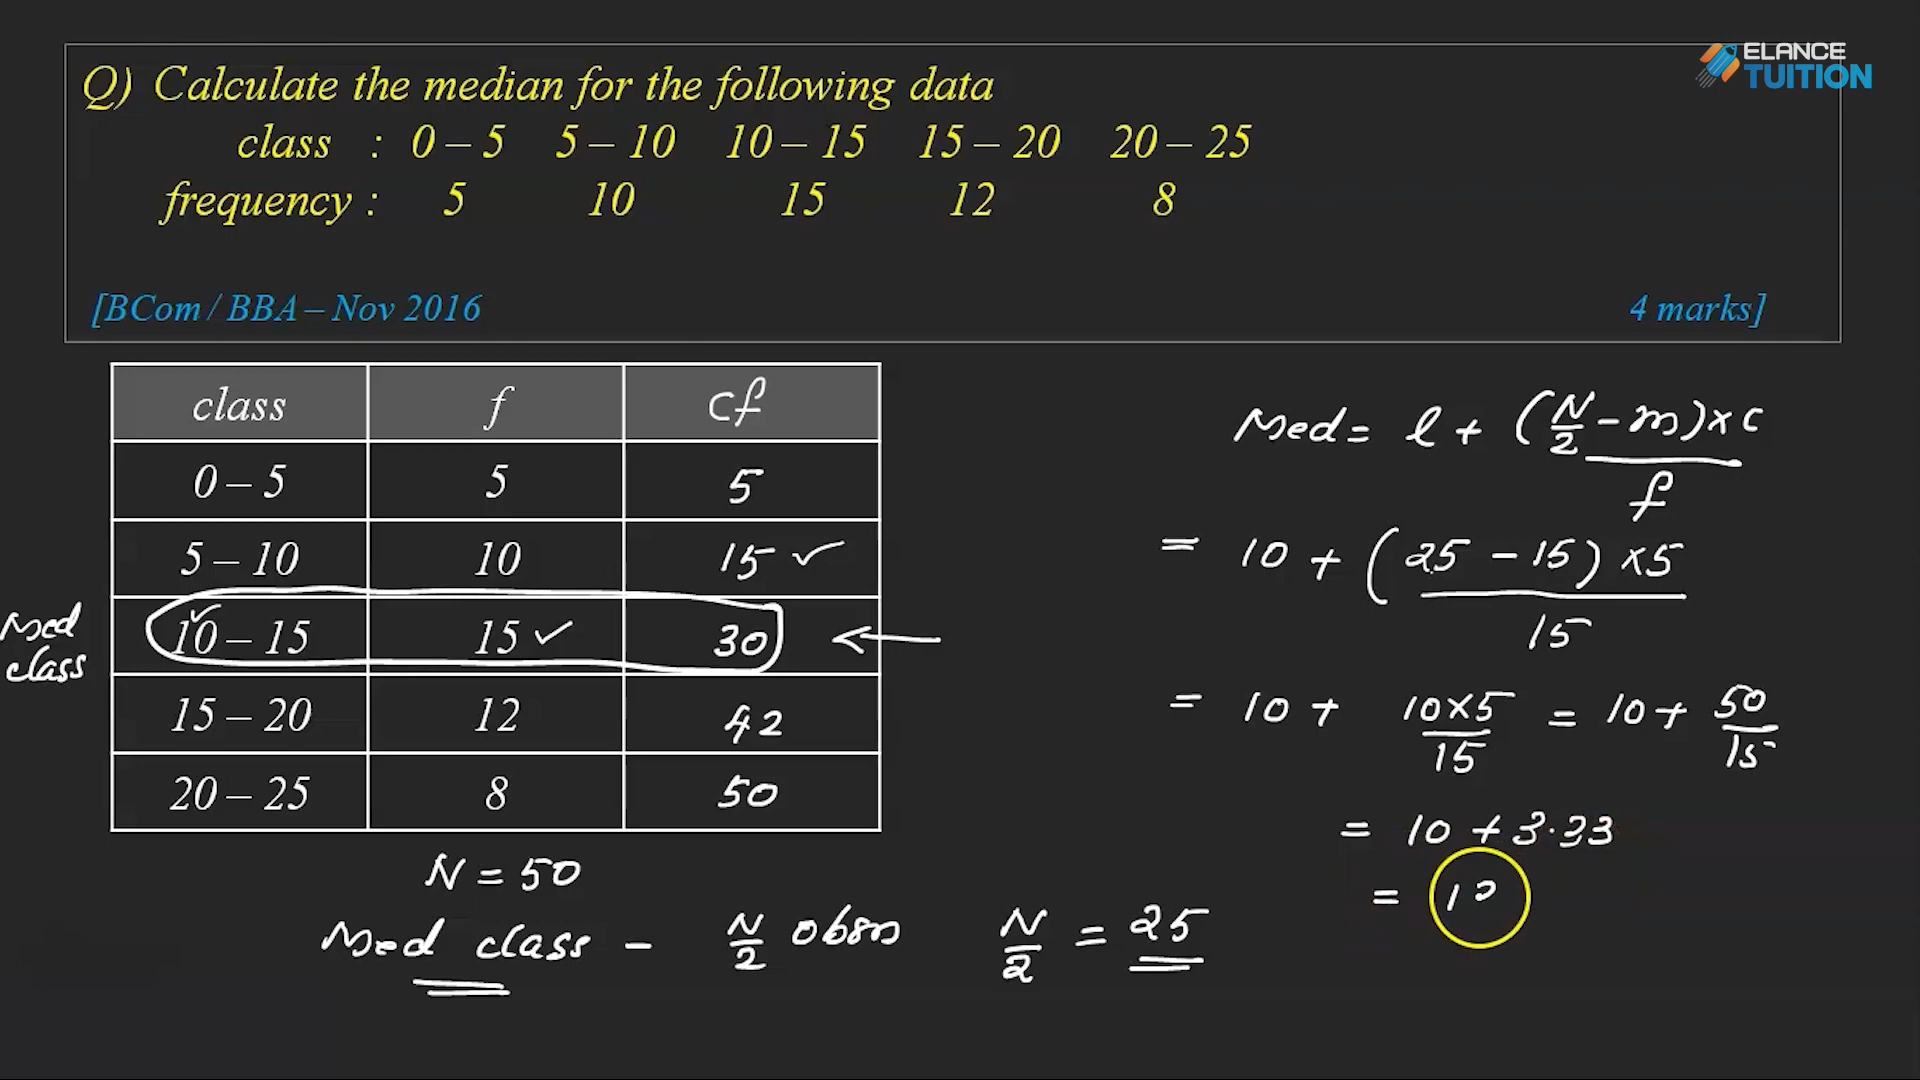 ELANCE
TUITION
Q) Calculate the median for the following data
class : 0 – 5 5 – 10 10 – 15 15 – 20 20 – 25
frequency : 5 10 15 12 8
[BCom / BBA – Nov 2016 4 marks]
class f cf
0 – 5 5 5
5 – 10 10 15 ✓
Med class 10 – 15 15 ✓ 30 ←
15 – 20 12 42
20 – 25 8 50
N = 50
Med class – N/2 obsn N/2 = 25
Med = l + (N/2 – m) × c / f
= 10 + (25 – 15) × 5 / 15
= 10 + 10×5/15 = 10 + 50/15
= 10 + 3.33
= 1